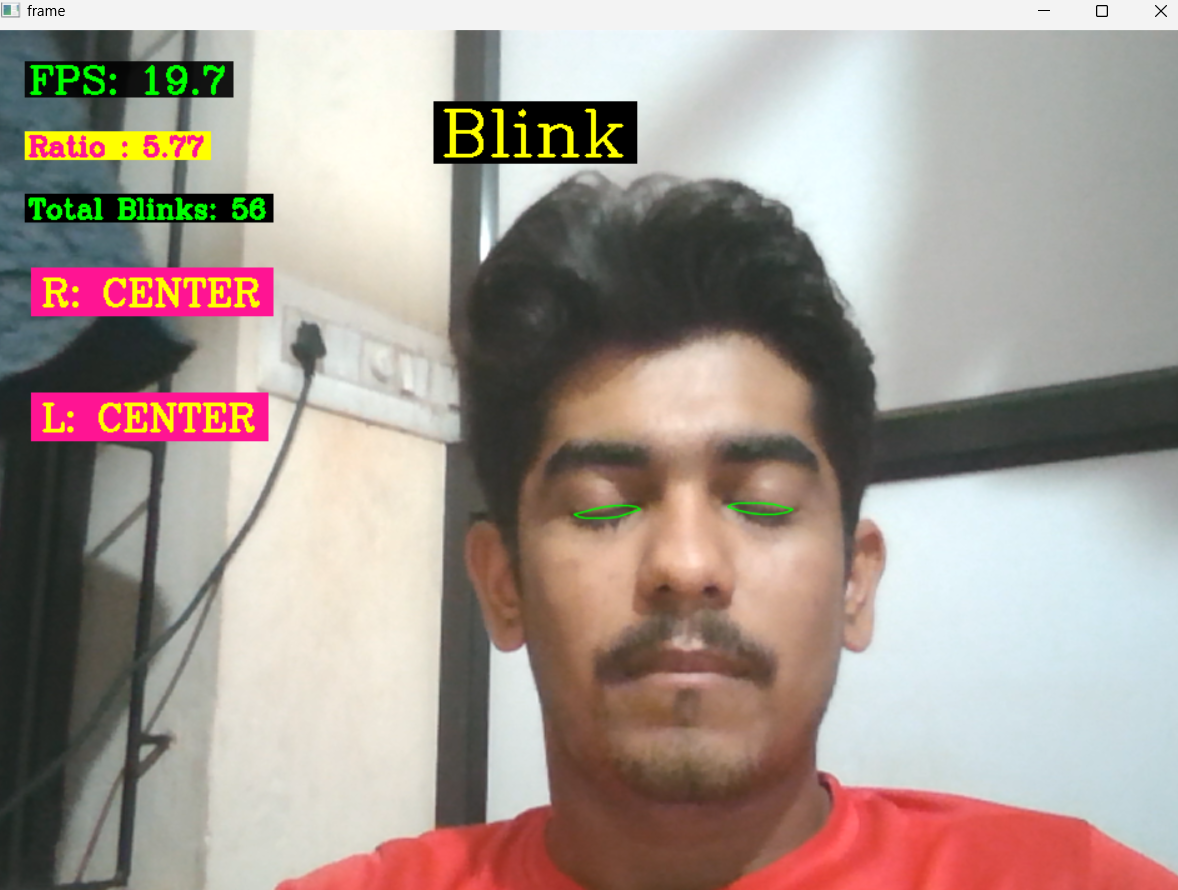 frame
FPS: 19.7
Blink
Ratio : 5.77
Total Blinks: 56
R: CENTER
L: CENTER